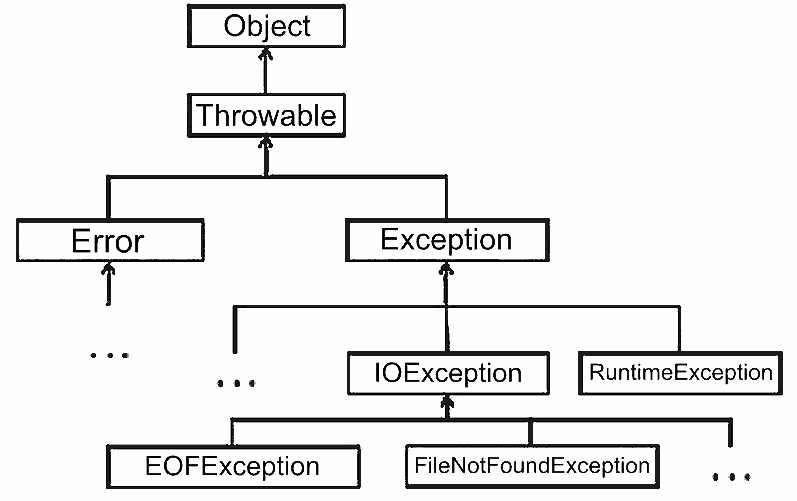 Object
Throwable
Error
Exception
...
...
IOException
RuntimeException
EOFException
FileNotFoundException
...